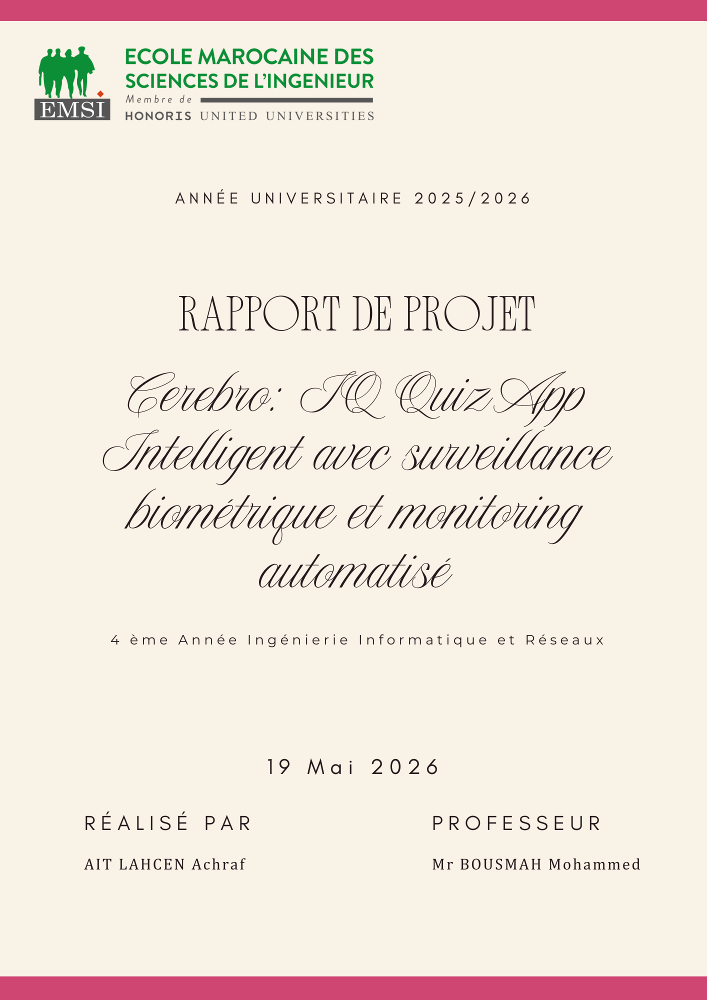 ECOLE MAROCAINE DES
SCIENCES DE L'INGENIEUR
Membre de
EMSI
HONORIS UNITED UNIVERSITIES
ANNÉE UNIVERSITAIRE 2025/2026
RAPPORT DE PROJET
Cerebro: IQ Quiz App
Intelligent avec surveillance
biométrique et monitoring
automatisé
4 ème Année Ingénierie Informatique et Réseaux
19 Mai 2026
RÉALISÉ PAR
AIT LAHCEN Achraf
PROFESSEUR
Mr BOUSMAH Mohammed